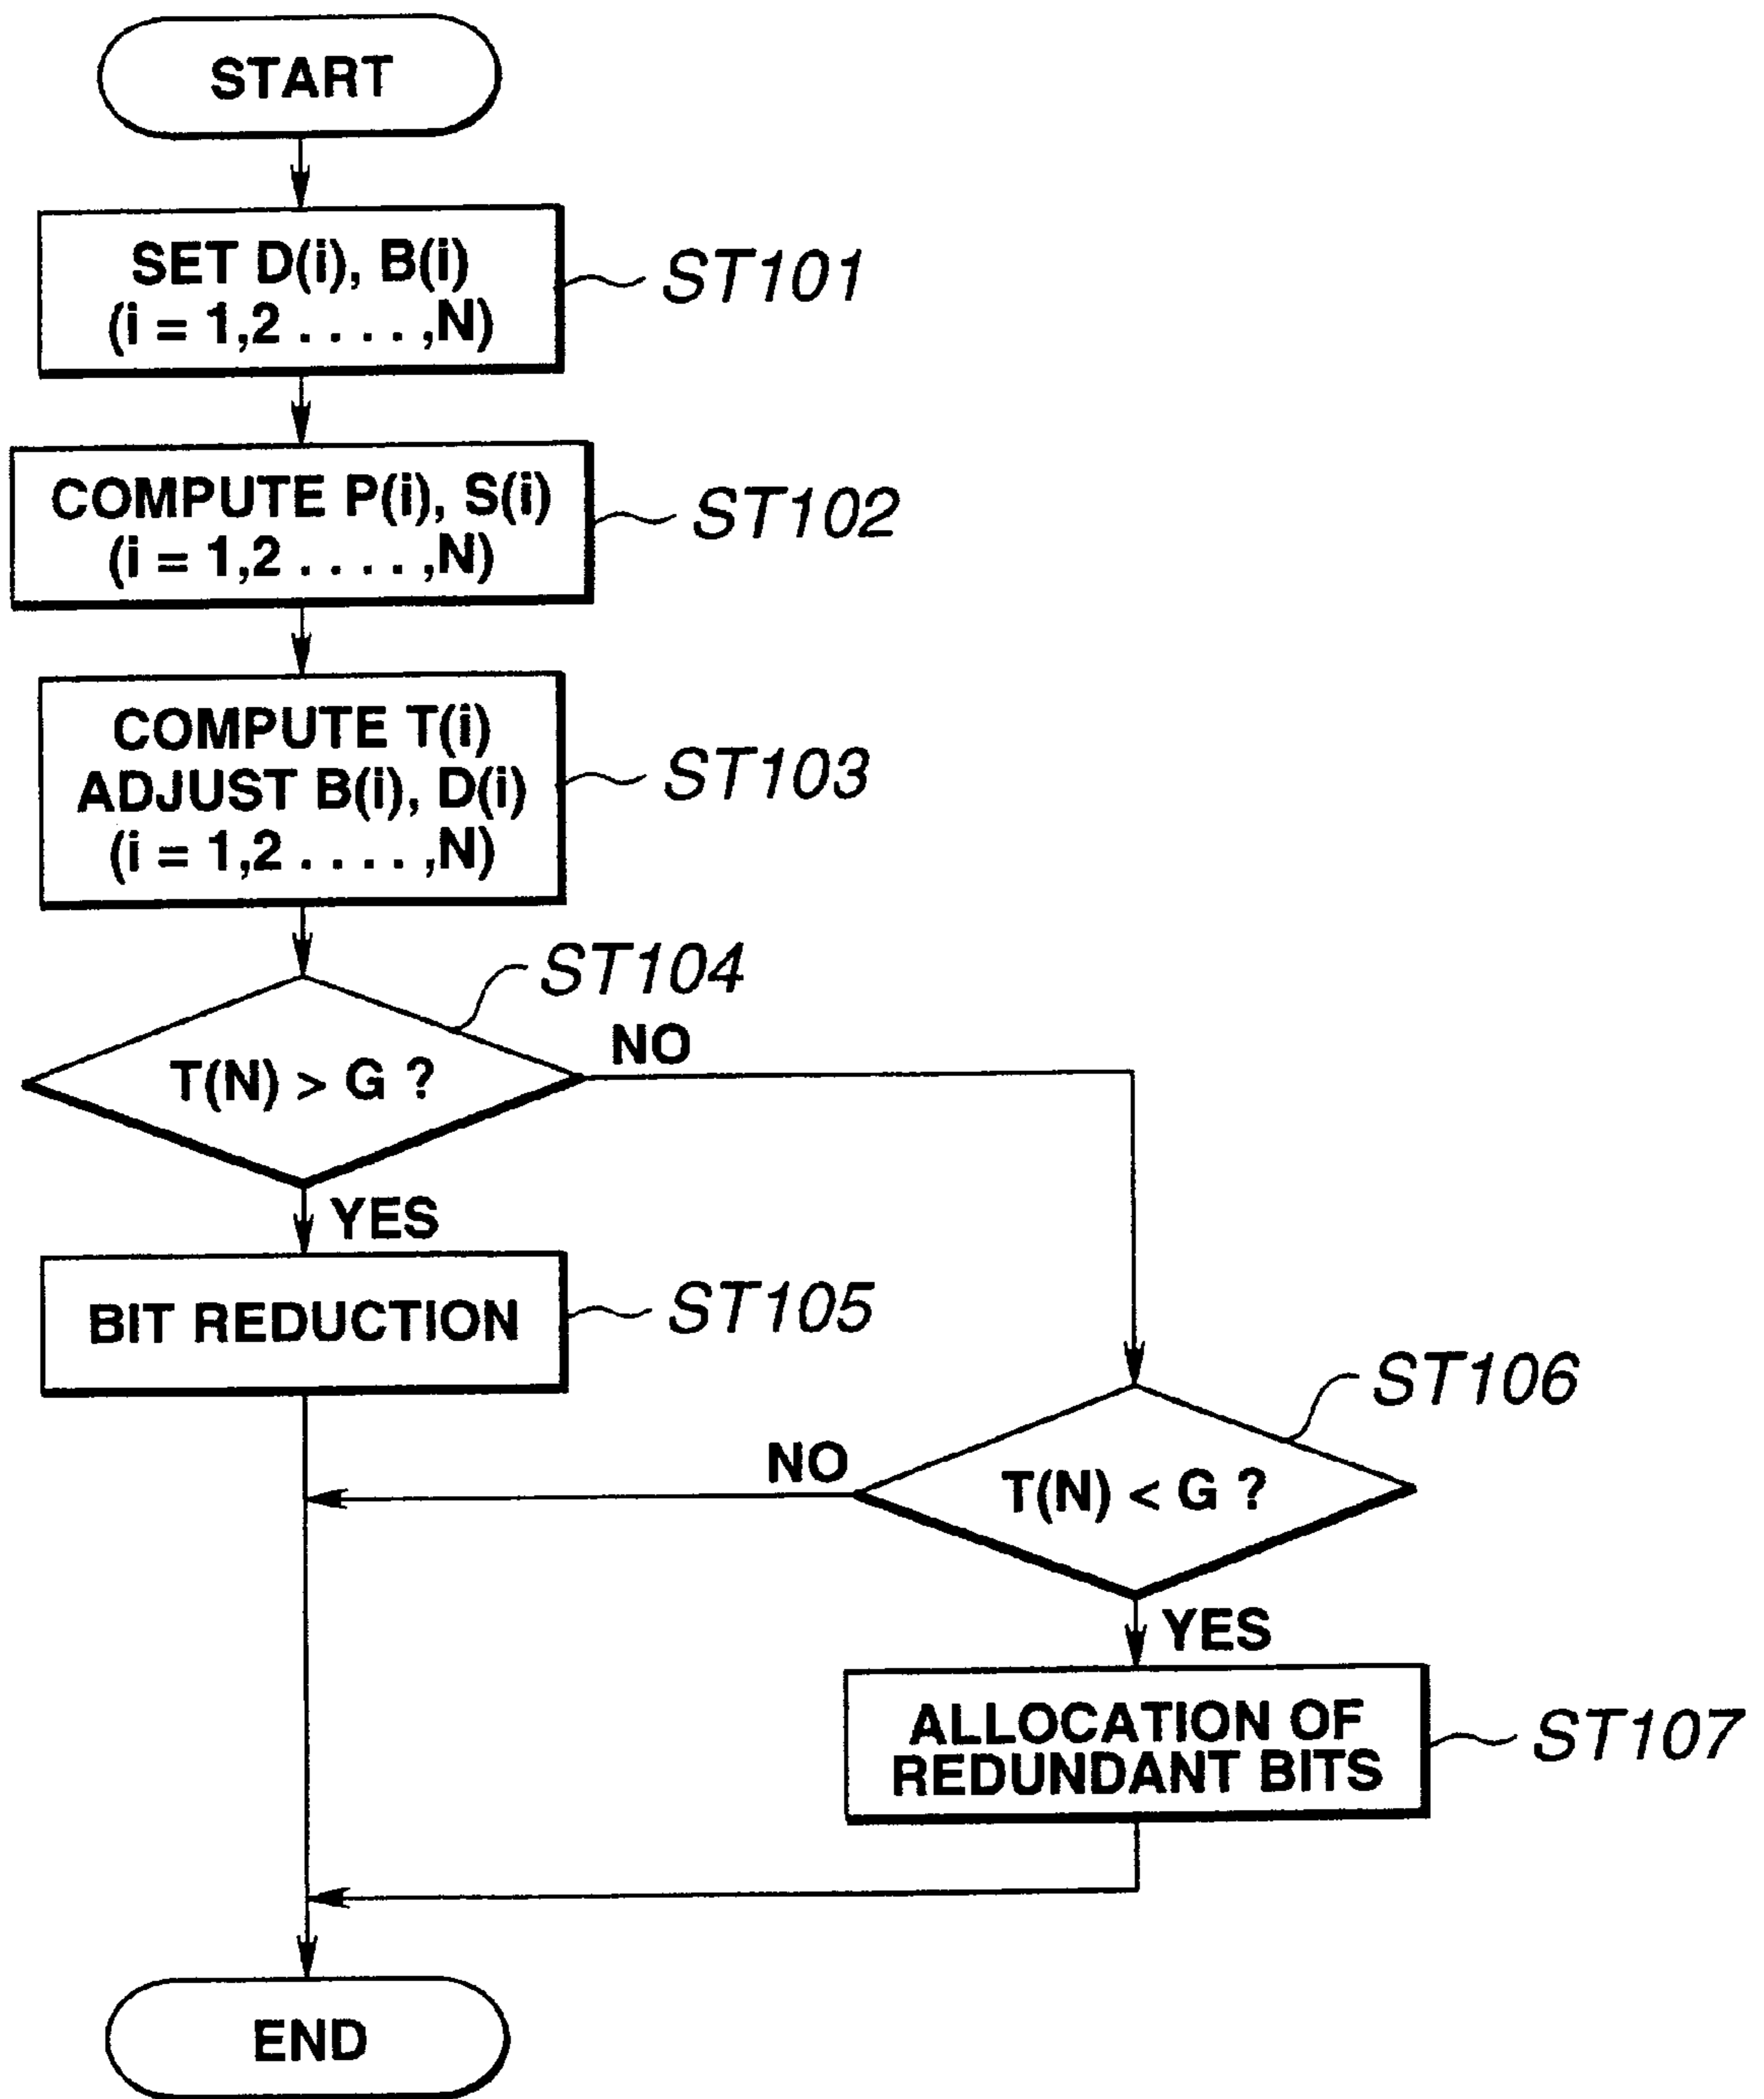 START
SET D(i), B(i)
(i = 1,2 . . . . ,N)
ST101
COMPUTE P(i), S(i)
(i = 1,2 . . . . ,N)
ST102
COMPUTE T(i)
ADJUST B(i), D(i)
(i = 1,2 . . . . ,N)
ST103
ST104
T(N) > G ?
NO
YES
BIT REDUCTION
ST105
ST106
NO
T(N) < G ?
YES
ALLOCATION OF
REDUNDANT BITS
ST107
END